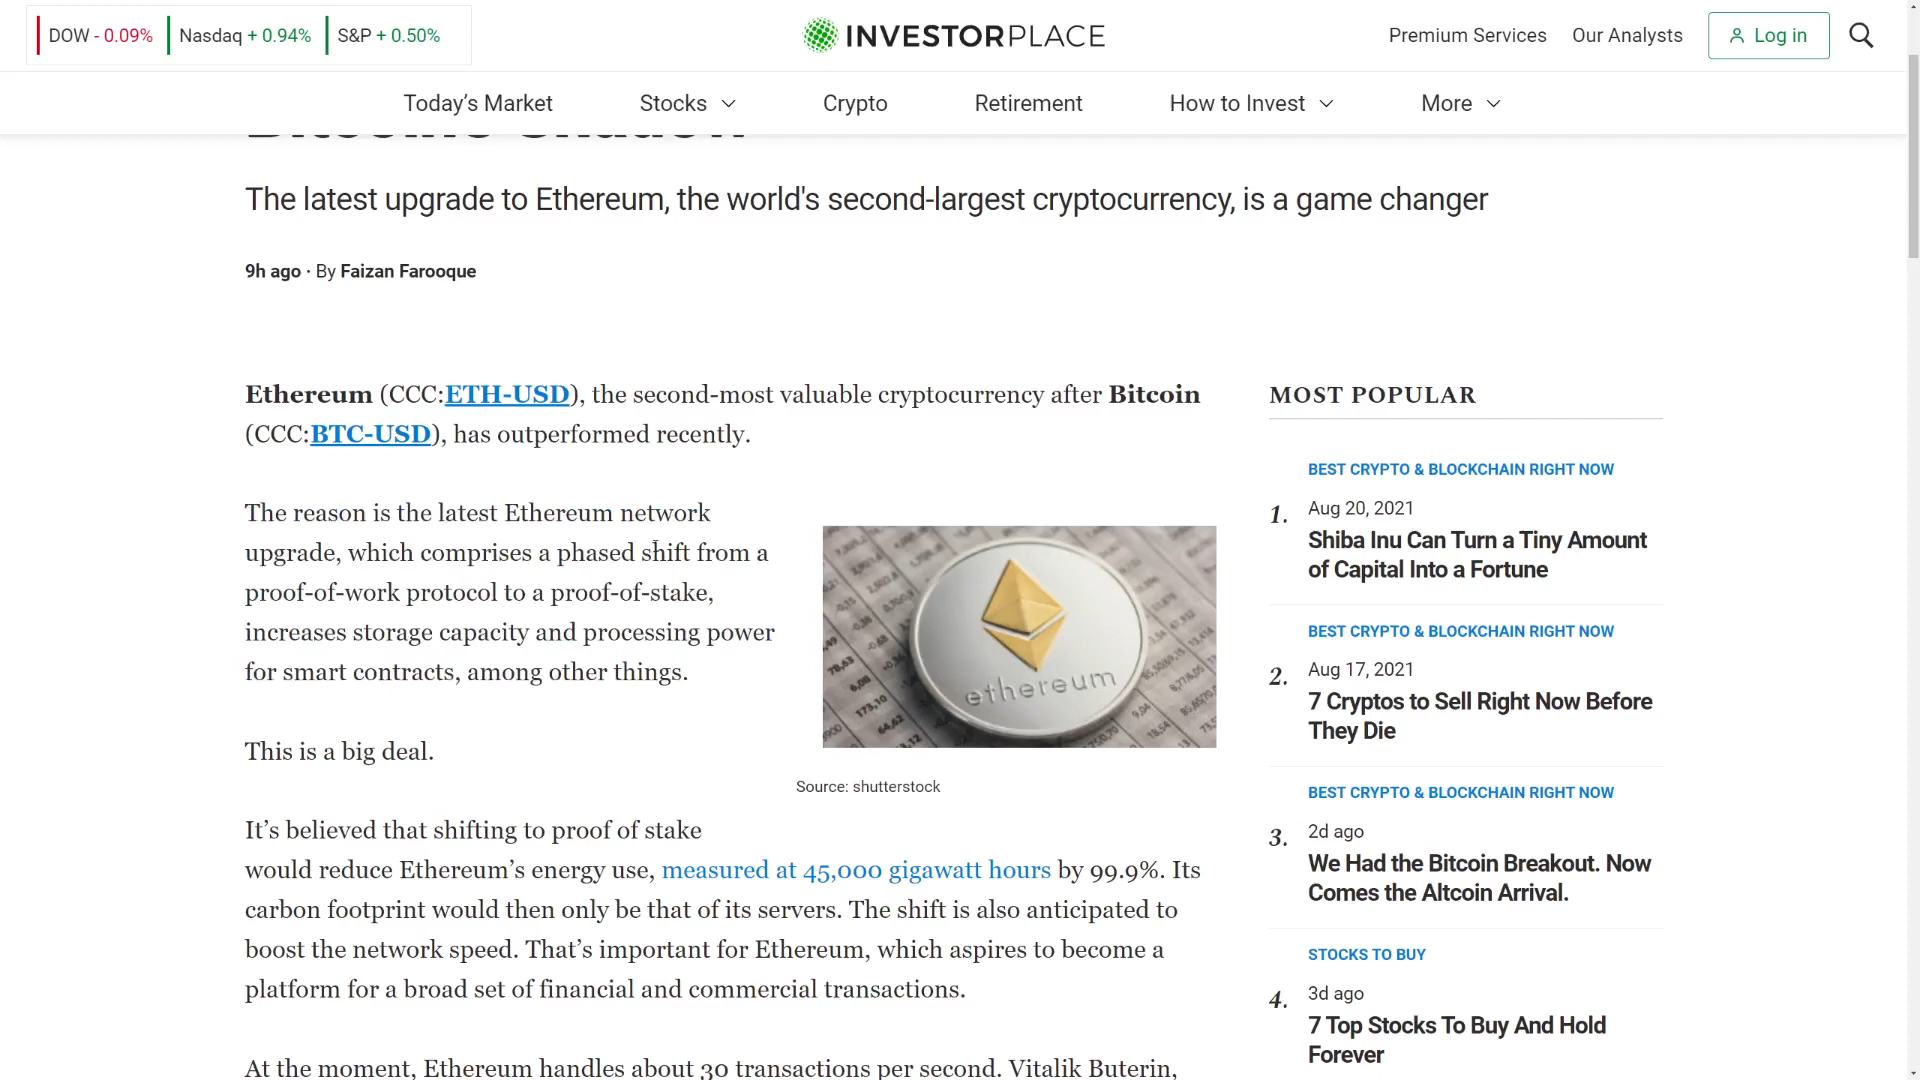 DOW - 0.09% Nasdaq + 0.94% S&P + 0.50%
INVESTORPLACE
Premium Services Our Analysts Log in
Today’s Market Stocks Crypto Retirement How to Invest More
The latest upgrade to Ethereum, the world's second-largest cryptocurrency, is a game changer
9h ago · By Faizan Farooque
Ethereum (CCC:ETH-USD), the second-most valuable cryptocurrency after Bitcoin
(CCC:BTC-USD), has outperformed recently.
The reason is the latest Ethereum network
upgrade, which comprises a phased shift from a
proof-of-work protocol to a proof-of-stake,
increases storage capacity and processing power
for smart contracts, among other things.
This is a big deal.
ethereum
Source: shutterstock
It’s believed that shifting to proof of stake
would reduce Ethereum’s energy use, measured at 45,000 gigawatt hours by 99.9%. Its
carbon footprint would then only be that of its servers. The shift is also anticipated to
boost the network speed. That’s important for Ethereum, which aspires to become a
platform for a broad set of financial and commercial transactions.
At the moment, Ethereum handles about 30 transactions per second. Vitalik Buterin,
MOST POPULAR
BEST CRYPTO & BLOCKCHAIN RIGHT NOW
1. Aug 20, 2021
Shiba Inu Can Turn a Tiny Amount
of Capital Into a Fortune
BEST CRYPTO & BLOCKCHAIN RIGHT NOW
2. Aug 17, 2021
7 Cryptos to Sell Right Now Before
They Die
BEST CRYPTO & BLOCKCHAIN RIGHT NOW
3. 2d ago
We Had the Bitcoin Breakout. Now
Comes the Altcoin Arrival.
STOCKS TO BUY
4. 3d ago
7 Top Stocks To Buy And Hold
Forever